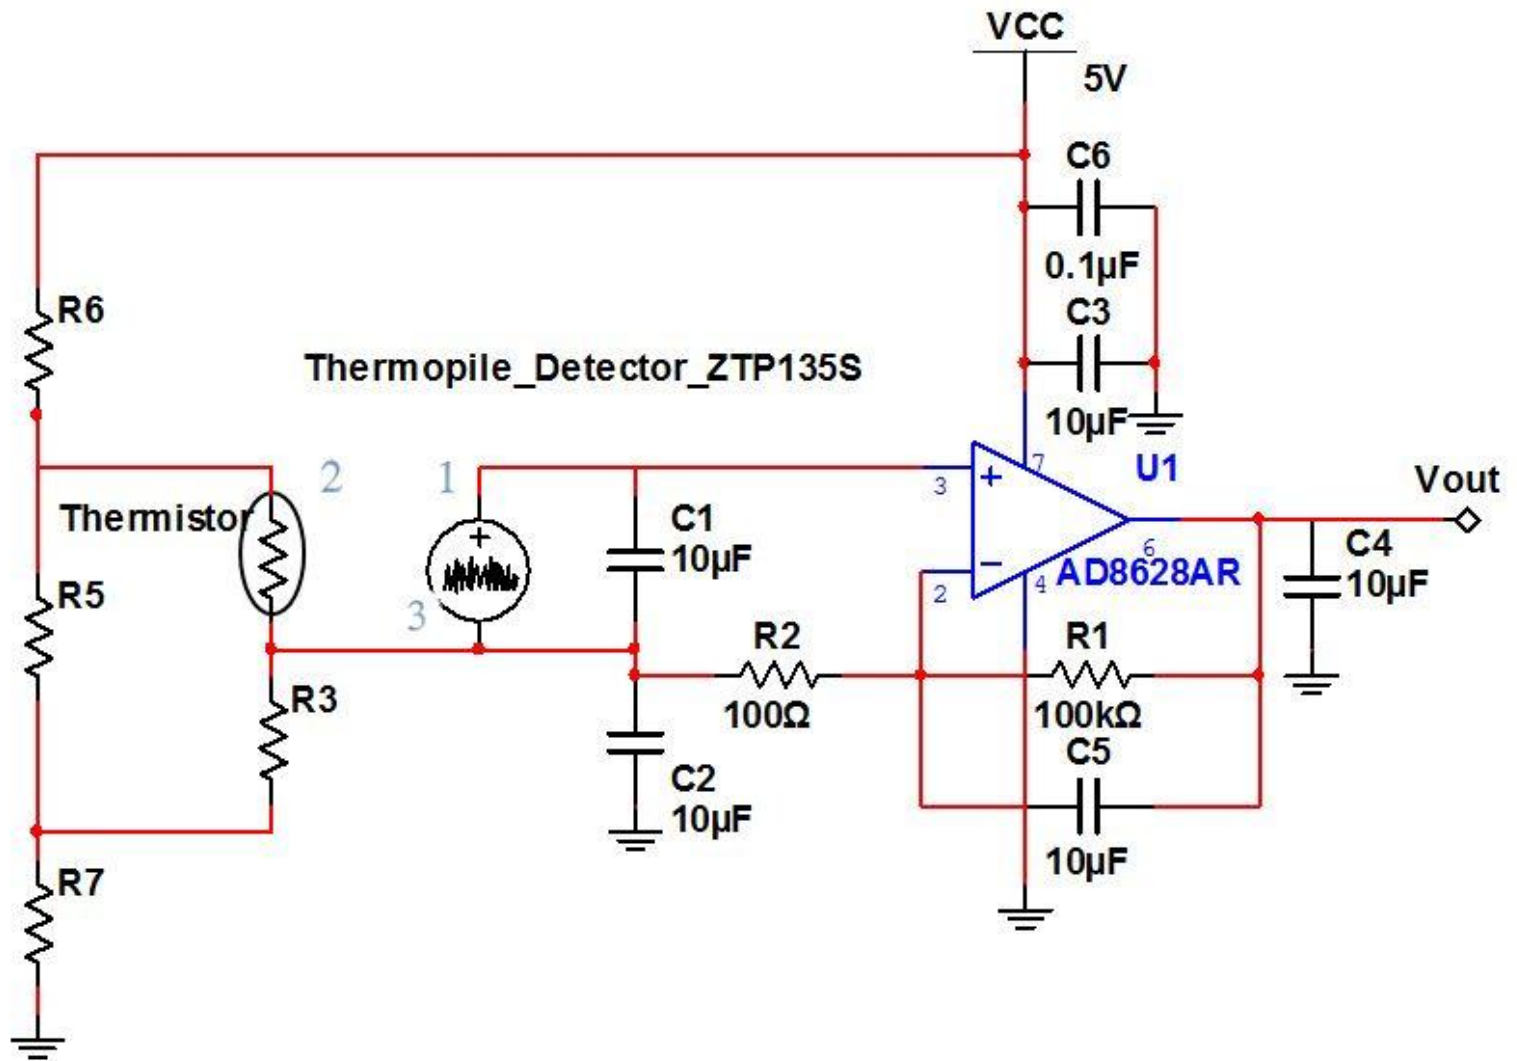 VCC
5V
C6
0.1µF
C3
10µF
R6
Thermopile_Detector_ZTP135S
2
1
3
+
7
U1
Vout
Thermistor
+
C1
10µF
6
C4
10µF
R5
3
2
−
4
AD8628AR
R2
100Ω
R1
100kΩ
R3
C5
10µF
C2
10µF
R7